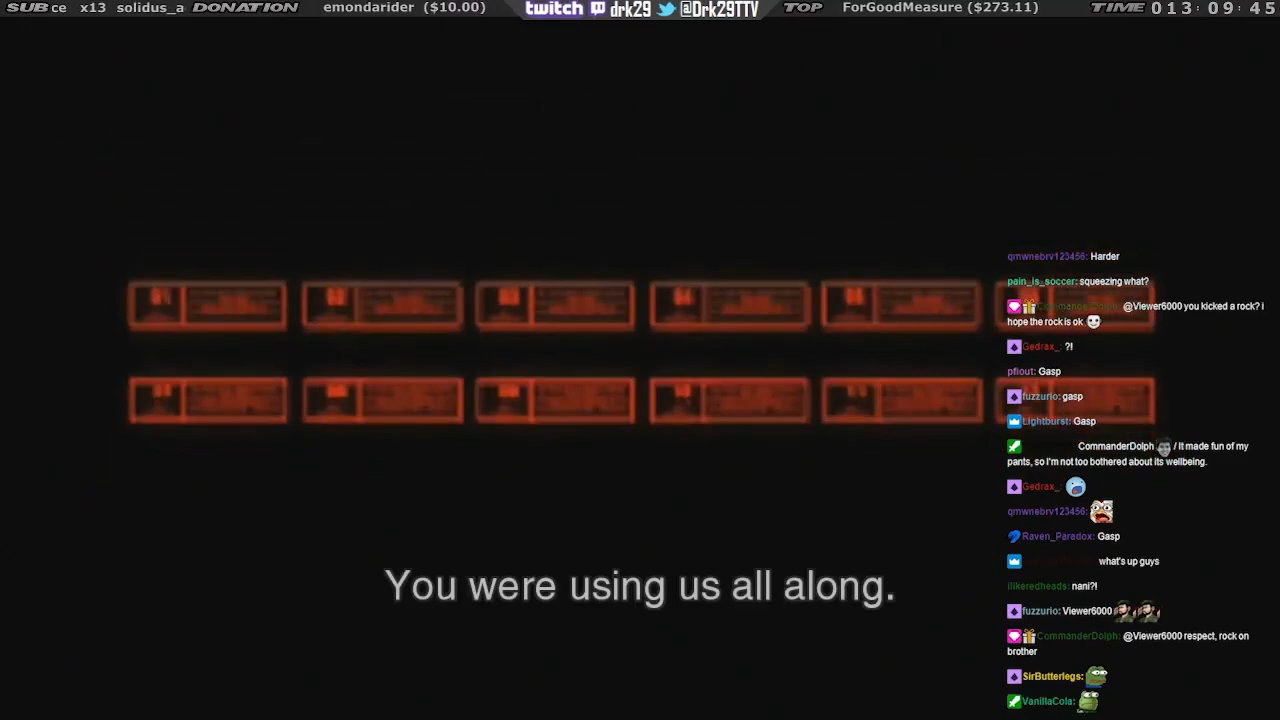 SUB ce x13 solidus_a DONATION emondarider ($10.00) twitch drk29 @Drk29TTV TOP ForGoodMeasure ($273.11) TIME 013:09:45
qmwnebrv123456: Harder
pain_is_soccer: squeezing what?
CommanderDolph: @Viewer6000 you kicked a rock? i
hope the rock is ok
Gedrax_: ?!
pfiout: Gasp
fuzzurio: gasp
Lightburst: Gasp
CommanderDolph / It made fun of my
pants, so I'm not too bothered about its wellbeing.
Gedrax_:
qmwnebrv123456:
Raven_Paradox: Gasp
what's up guys
ilikeredheads: nani?!
fuzzurio: Viewer6000
CommanderDolph: @Viewer6000 respect, rock on
brother
SirButterlegs:
VanillaCola:
You were using us all along.